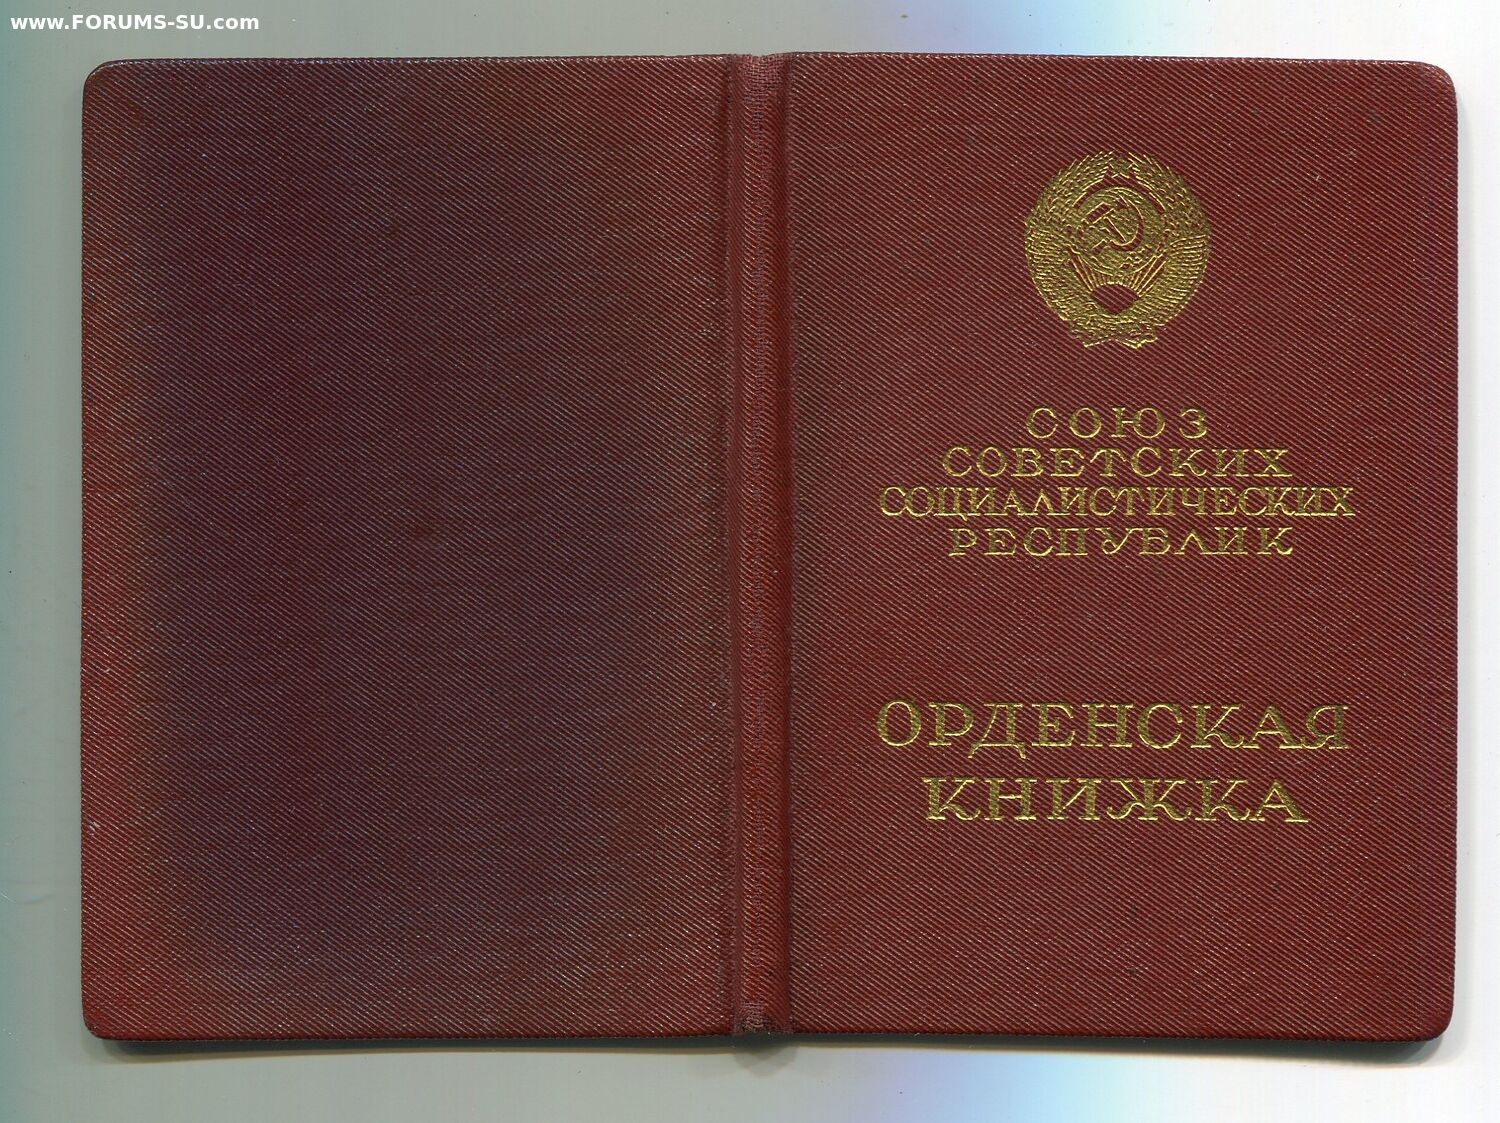 www.FORUMS-SU.com
СОЮЗ
СОВЕТСКИХ
СОЦИАЛИСТИЧЕСКИХ
РЕСПУБЛИК
ОРДЕНСКАЯ
КНИЖКА